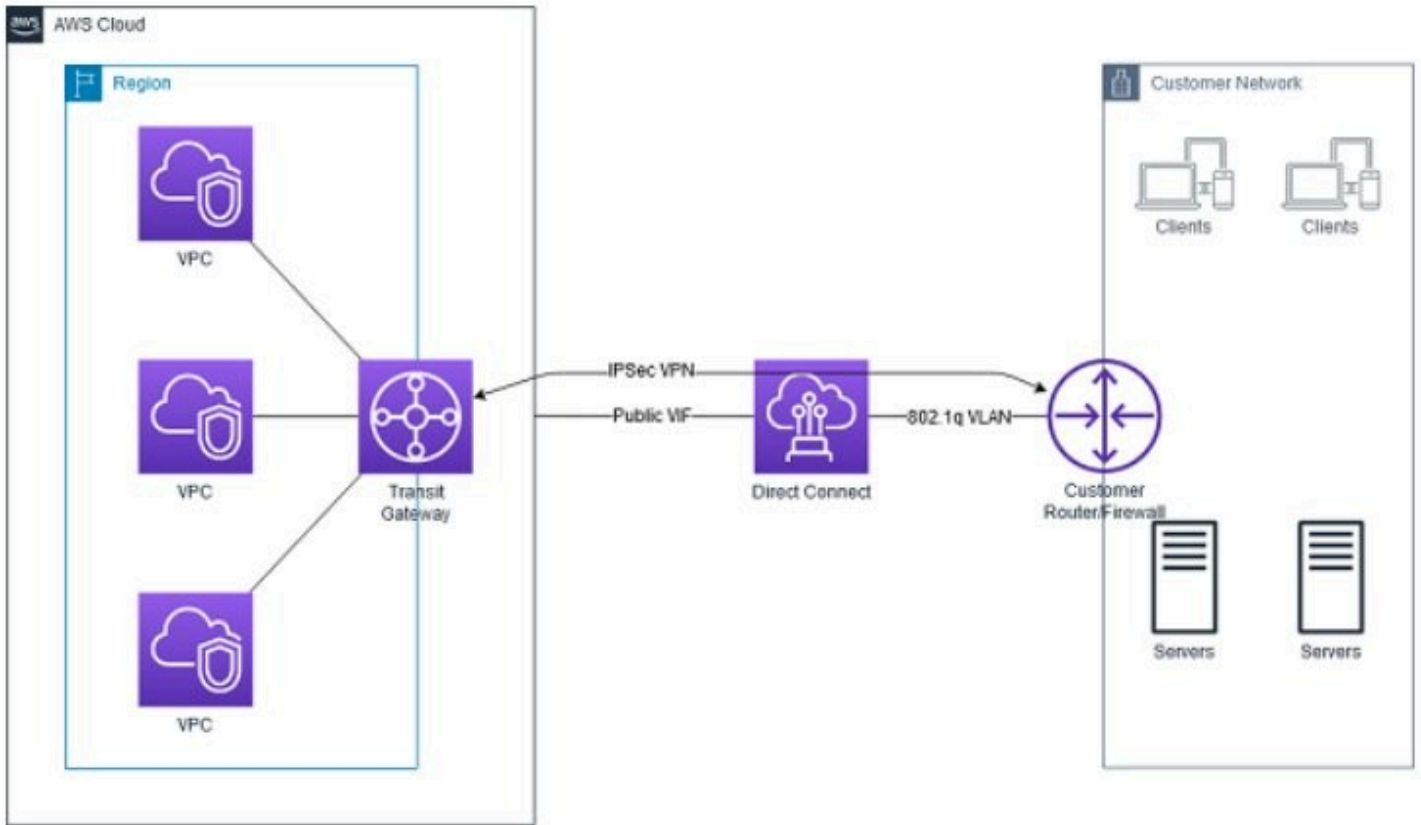 aws
AWS Cloud
Region
Customer Network
Clients
Clients
VPC
IPSec VPN
Public VIF
802.1q VLAN
VPC
Transit
Gateway
Direct Connect
Customer
Router/Firewall
Servers
Servers
VPC